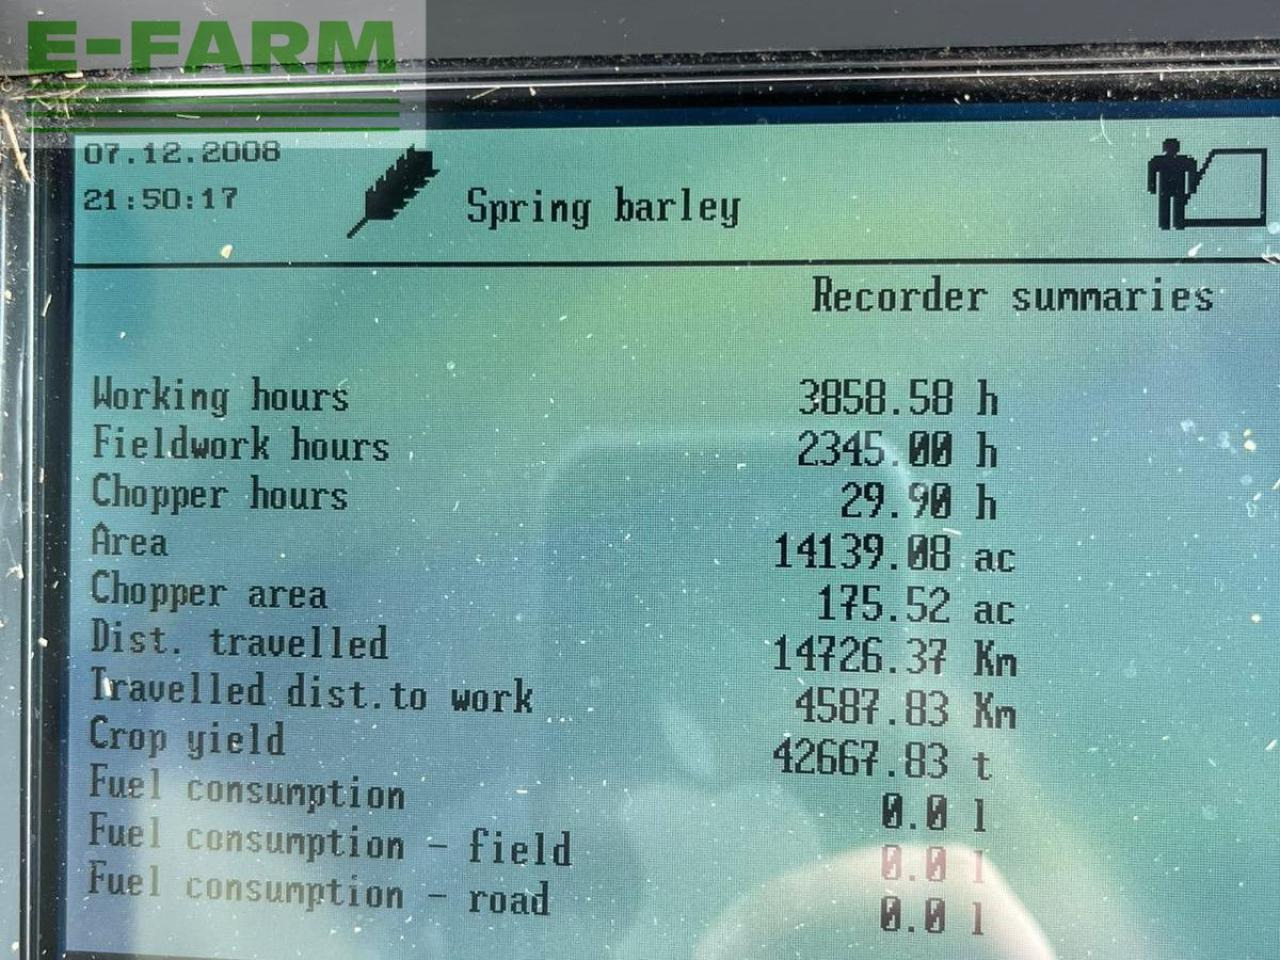 E-FARM
07.12.2008
21:50:17
Spring barley
Recorder summaries
Working hours 3858.58 h
Fieldwork hours 2345.00 h
Chopper hours 29.90 h
Area 14139.08 ac
Chopper area 175.52 ac
Dist. travelled 14726.37 Km
Travelled dist.to work 4587.83 Km
Crop yield 42667.83 t
Fuel consumption 0.0 l
Fuel consumption - field 0.0 l
Fuel consumption - road 0.0 l